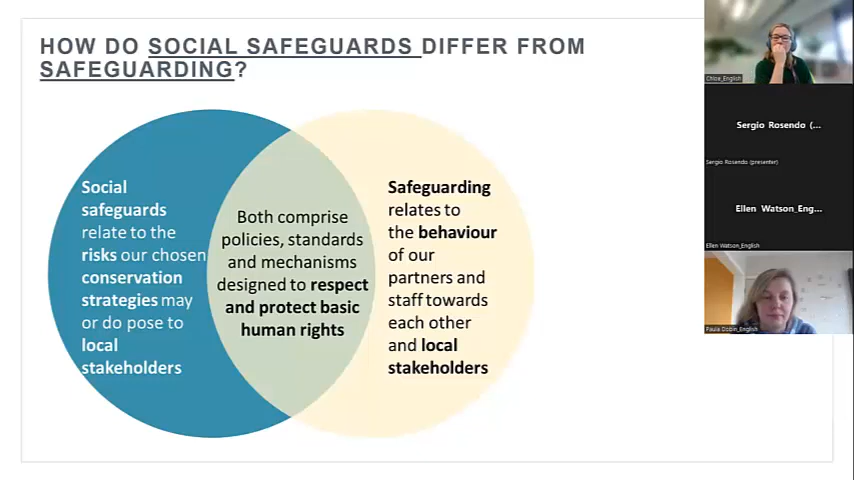 HOW DO SOCIAL SAFEGUARDS DIFFER FROM
SAFEGUARDING?
Social
safeguards
relate to the
risks our chosen
conservation
strategies may
or do pose to
local
stakeholders
Both comprise
policies, standards
and mechanisms
designed to respect
and protect basic
human rights
Safeguarding
relates to
the behaviour
of our
partners and
staff towards
each other
and local
stakeholders
Chloe_English
Sergio Rosendo (...
Sergio Rosendo (presenter)
Ellen Watson_Eng...
Ellen Watson_English
Paula Dobin_English